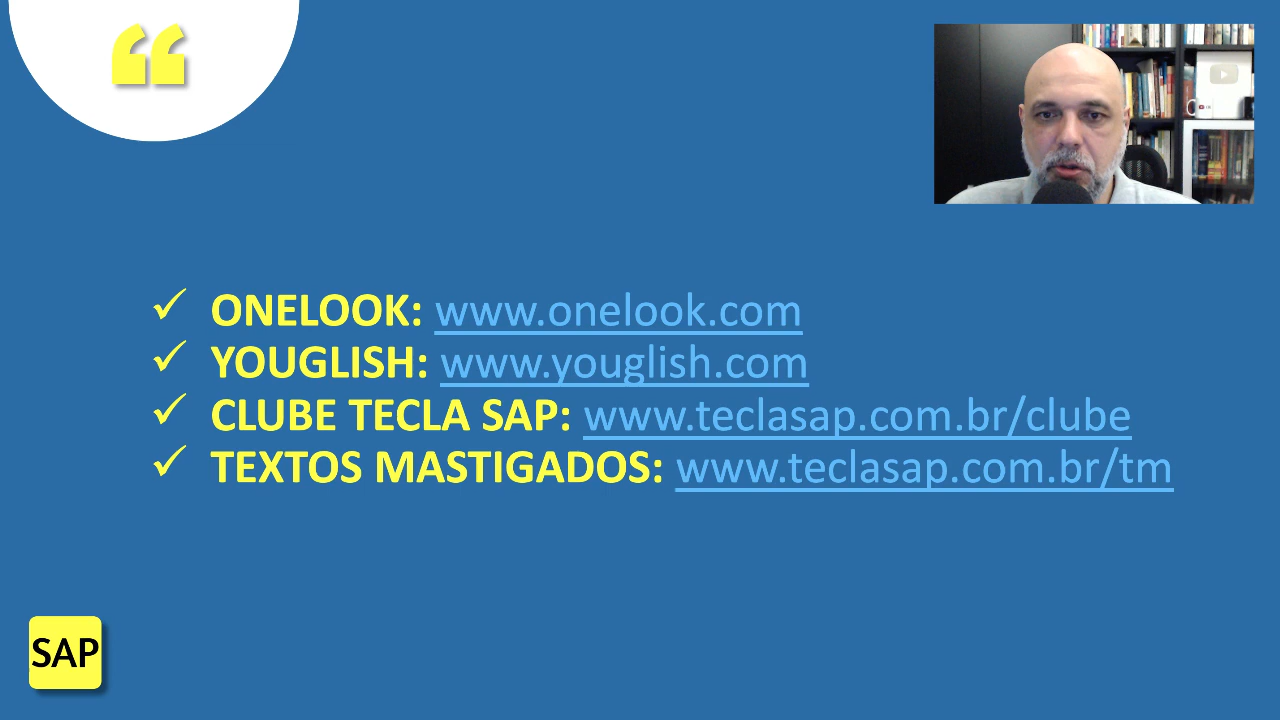 ONELOOK: www.onelook.com
YOUGLISH: www.youglish.com
CLUBE TECLA SAP: www.teclasap.com.br/clube
TEXTOS MASTIGADOS: www.teclasap.com.br/tm
SAP